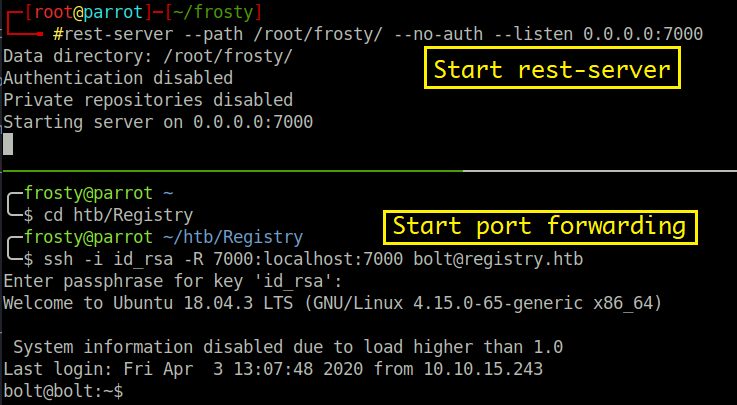 ┌─[root@parrot]─[~/frosty]
└──╼ #rest-server --path /root/frosty/ --no-auth --listen 0.0.0.0:7000
Data directory: /root/frosty/
Authentication disabled
Start rest-server
Private repositories disabled
Starting server on 0.0.0.0:7000
╭─frosty@parrot ~
╰─$ cd htb/Registry
Start port forwarding
╭─frosty@parrot ~/htb/Registry
╰─$ ssh -i id_rsa -R 7000:localhost:7000 bolt@registry.htb
Enter passphrase for key 'id_rsa':
Welcome to Ubuntu 18.04.3 LTS (GNU/Linux 4.15.0-65-generic x86_64)
System information disabled due to load higher than 1.0
Last login: Fri Apr  3 13:07:48 2020 from 10.10.15.243
bolt@bolt:~$